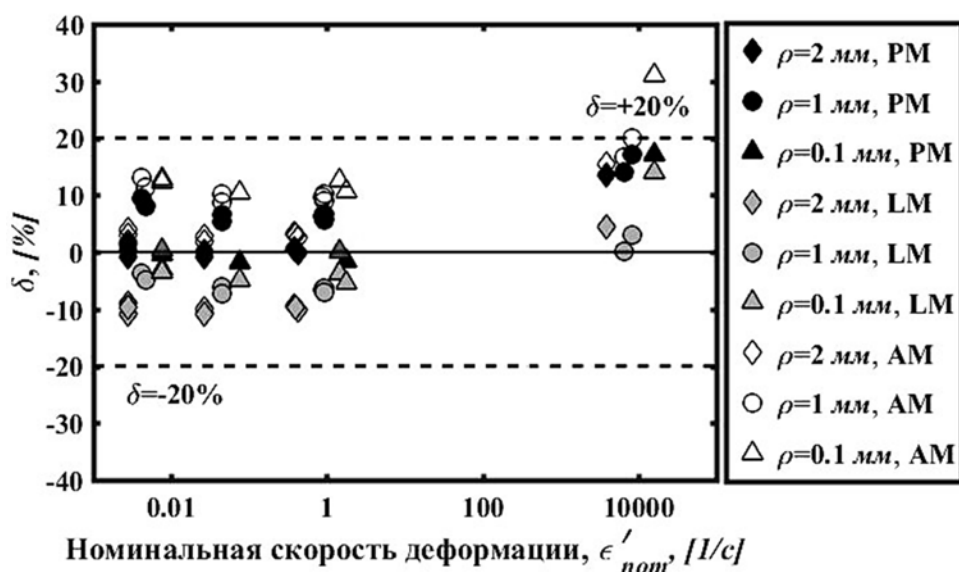 40
30
20
10
0
-10
-20
-30
-40
δ, [%]
δ=+20%
δ=-20%
0.01
1
100
10000
Номинальная скорость деформации, ϵ′nom, [1/c]
ρ=2 мм, PM
ρ=1 мм, PM
ρ=0.1 мм, PM
ρ=2 мм, LM
ρ=1 мм, LM
ρ=0.1 мм, LM
ρ=2 мм, AM
ρ=1 мм, AM
ρ=0.1 мм, AM